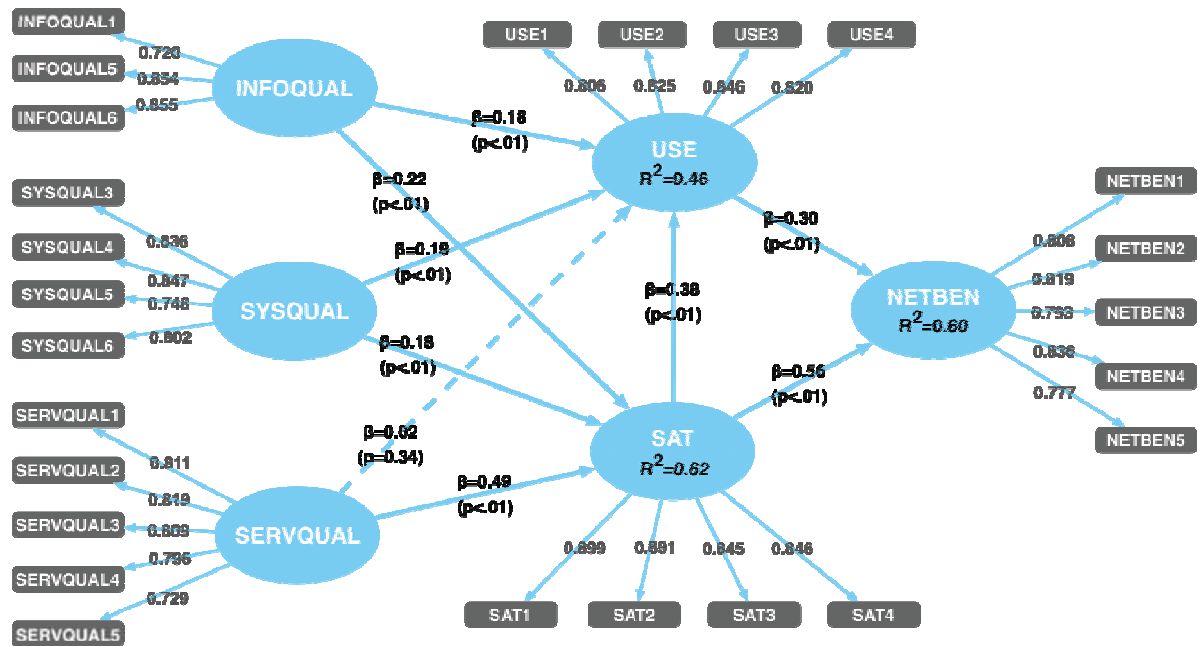 INFOQUAL1
INFOQUAL5
INFOQUAL6
0.720
0.854
0.855
INFOQUAL
SYSQUAL3
SYSQUAL4
SYSQUAL5
SYSQUAL6
0.836
0.847
0.748
0.802
SYSQUAL
SERVQUAL1
SERVQUAL2
SERVQUAL3
SERVQUAL4
SERVQUAL5
0.811
0.819
0.809
0.795
0.729
SERVQUAL
β=0.18
(p<.01)
β=0.22
(p<.01)
β=0.19
(p<.01)
β=0.18
(p<.01)
β=0.02
(p=0.34)
β=0.49
(p<.01)
USE1
USE2
USE3
USE4
0.806
0.825
0.846
0.820
USE
R²=0.46
β=0.38
(p<.01)
SAT
R²=0.62
0.899
0.891
0.845
0.846
SAT1
SAT2
SAT3
SAT4
β=0.30
(p<.01)
β=0.56
(p<.01)
NETBEN
R²=0.60
0.806
0.819
0.793
0.836
0.777
NETBEN1
NETBEN2
NETBEN3
NETBEN4
NETBEN5